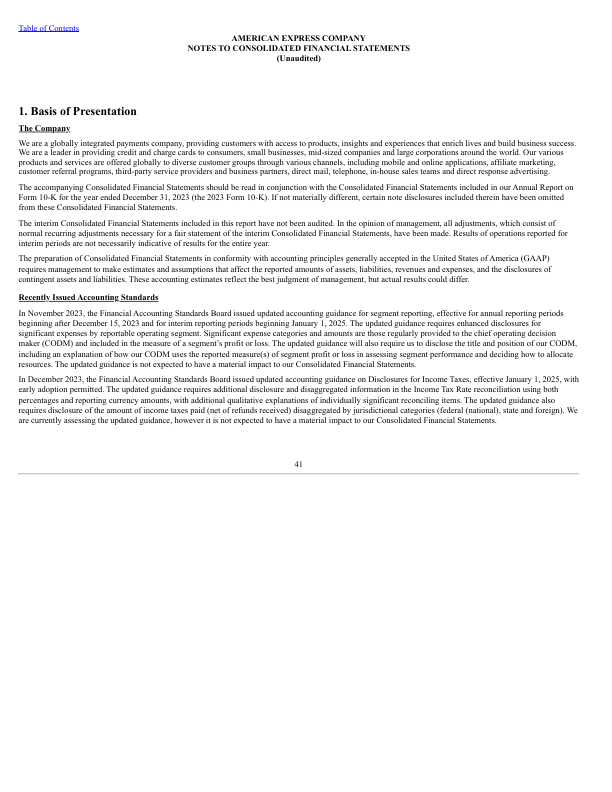 Table of Contents
AMERICAN EXPRESS COMPANY
NOTES TO CONSOLIDATED FINANCIAL STATEMENTS
(Unaudited)
1. Basis of Presentation
The Company
We are a globally integrated payments company, providing customers with access to products, insights and experiences that enrich lives and build business success.
We are a leader in providing credit and charge cards to consumers, small businesses, mid-sized companies and large corporations around the world. Our various
products and services are offered globally to diverse customer groups through various channels, including mobile and online applications, affiliate marketing,
customer referral programs, third-party service providers and business partners, direct mail, telephone, in-house sales teams and direct response advertising.
The accompanying Consolidated Financial Statements should be read in conjunction with the Consolidated Financial Statements included in our Annual Report on
Form 10-K for the year ended December 31, 2023 (the 2023 Form 10-K). If not materially different, certain note disclosures included therein have been omitted
from these Consolidated Financial Statements.
The interim Consolidated Financial Statements included in this report have not been audited. In the opinion of management, all adjustments, which consist of
normal recurring adjustments necessary for a fair statement of the interim Consolidated Financial Statements, have been made. Results of operations reported for
interim periods are not necessarily indicative of results for the entire year.
The preparation of Consolidated Financial Statements in conformity with accounting principles generally accepted in the United States of America (GAAP)
requires management to make estimates and assumptions that affect the reported amounts of assets, liabilities, revenues and expenses, and the disclosures of
contingent assets and liabilities. These accounting estimates reflect the best judgment of management, but actual results could differ.
Recently Issued Accounting Standards
In November 2023, the Financial Accounting Standards Board issued updated accounting guidance for segment reporting, effective for annual reporting periods
beginning after December 15, 2023 and for interim reporting periods beginning January 1, 2025. The updated guidance requires enhanced disclosures for
significant expenses by reportable operating segment. Significant expense categories and amounts are those regularly provided to the chief operating decision
maker (CODM) and included in the measure of a segment's profit or loss. The updated guidance will also require us to disclose the title and position of our CODM,
including an explanation of how our CODM uses the reported measure(s) of segment profit or loss in assessing segment performance and deciding how to allocate
resources. The updated guidance is not expected to have a material impact to our Consolidated Financial Statements.
In December 2023, the Financial Accounting Standards Board issued updated accounting guidance on Disclosures for Income Taxes, effective January 1, 2025, with
early adoption permitted. The updated guidance requires additional disclosure and disaggregated information in the Income Tax Rate reconciliation using both
percentages and reporting currency amounts, with additional qualitative explanations of individually significant reconciling items. The updated guidance also
requires disclosure of the amount of income taxes paid (net of refunds received) disaggregated by jurisdictional categories (federal (national), state and foreign). We
are currently assessing the updated guidance, however it is not expected to have a material impact to our Consolidated Financial Statements.
41